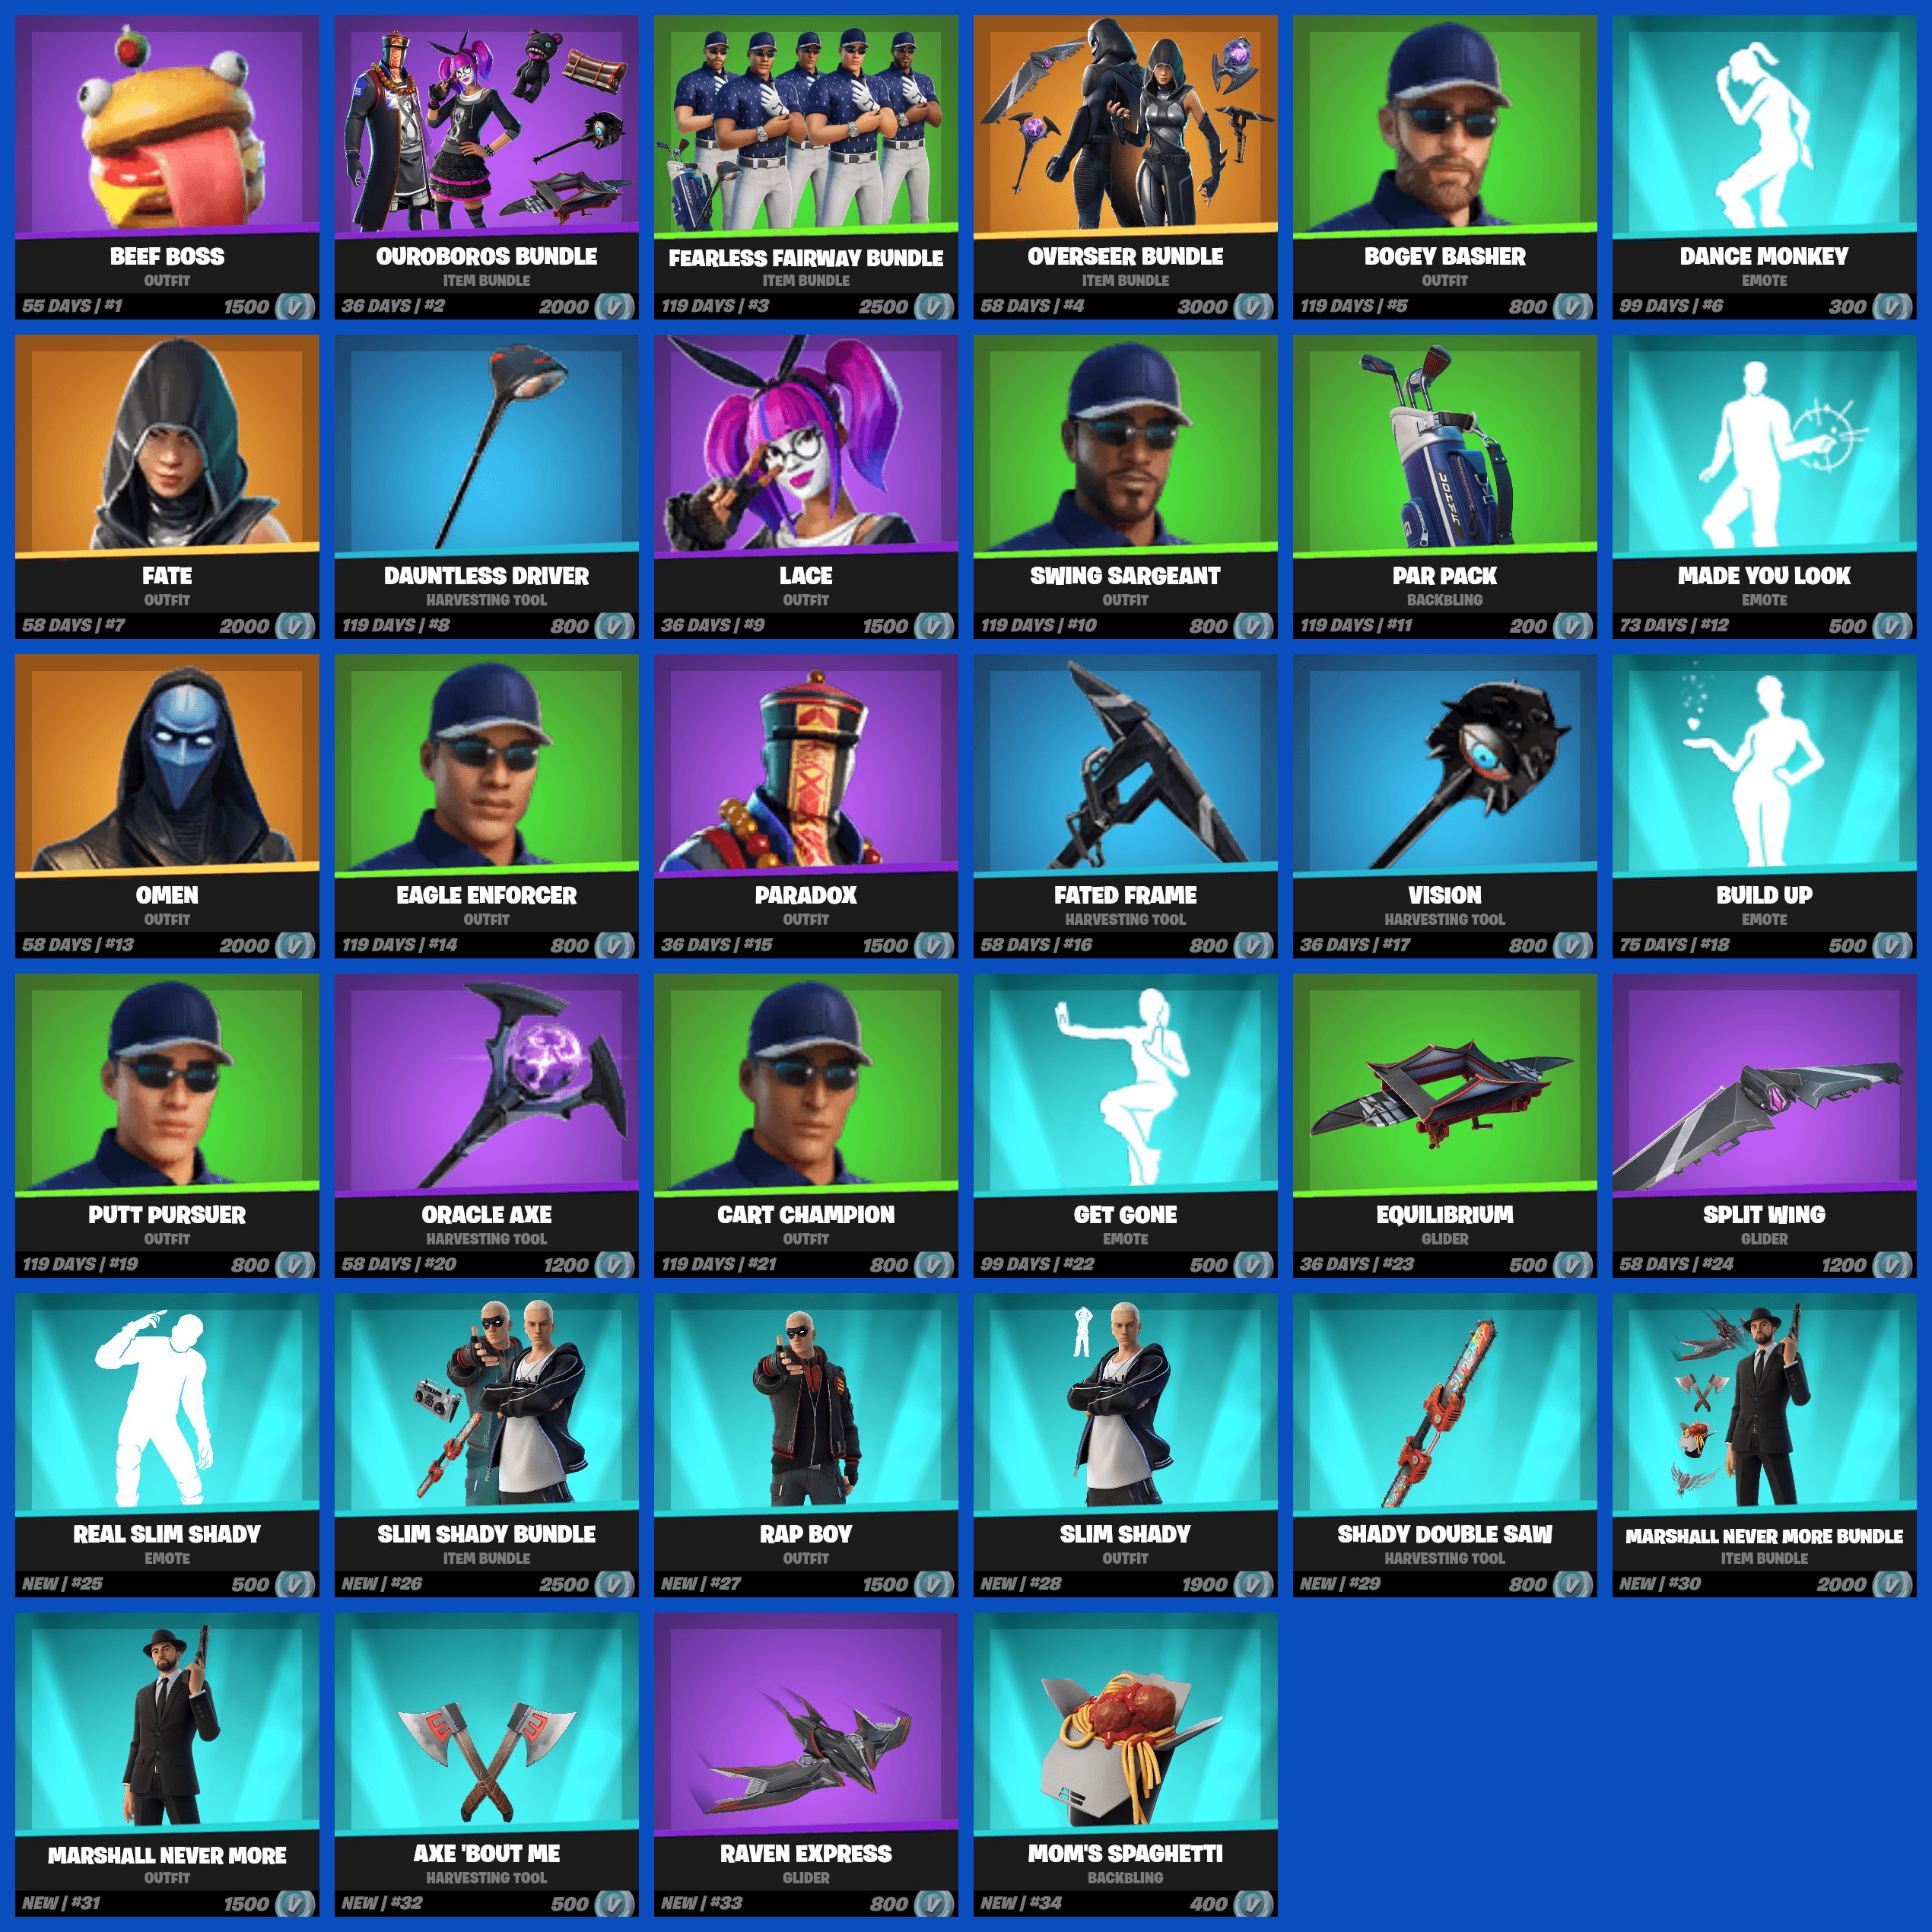 BEEF BOSS
OUTFIT
55 DAYS | #1 1500
OUROBOROS BUNDLE
ITEM BUNDLE
36 DAYS | #2 2000
FEARLESS FAIRWAY BUNDLE
ITEM BUNDLE
119 DAYS | #3 2500
OVERSEER BUNDLE
ITEM BUNDLE
58 DAYS | #4 3000
BOGEY BASHER
OUTFIT
119 DAYS | #5 800
DANCE MONKEY
EMOTE
99 DAYS | #6 300
FATE
OUTFIT
58 DAYS | #7 2000
DAUNTLESS DRIVER
HARVESTING TOOL
119 DAYS | #8 800
LACE
OUTFIT
36 DAYS | #9 1500
SWING SARGEANT
OUTFIT
119 DAYS | #10 800
PAR PACK
BACKBLING
119 DAYS | #11 200
MADE YOU LOOK
EMOTE
73 DAYS | #12 500
OMEN
OUTFIT
58 DAYS | #13 2000
EAGLE ENFORCER
OUTFIT
119 DAYS | #14 800
PARADOX
OUTFIT
36 DAYS | #15 1500
FATED FRAME
HARVESTING TOOL
58 DAYS | #16 800
VISION
HARVESTING TOOL
36 DAYS | #17 800
BUILD UP
EMOTE
75 DAYS | #18 500
PUTT PURSUER
OUTFIT
119 DAYS | #19 800
ORACLE AXE
HARVESTING TOOL
58 DAYS | #20 1200
CART CHAMPION
OUTFIT
119 DAYS | #21 800
GET GONE
EMOTE
99 DAYS | #22 500
EQUILIBRIUM
GLIDER
36 DAYS | #23 500
SPLIT WING
GLIDER
58 DAYS | #24 1200
REAL SLIM SHADY
EMOTE
NEW | #25 500
SLIM SHADY BUNDLE
ITEM BUNDLE
NEW | #26 2500
RAP BOY
OUTFIT
NEW | #27 1500
SLIM SHADY
OUTFIT
NEW | #28 1900
SHADY DOUBLE SAW
HARVESTING TOOL
NEW | #29 800
MARSHALL NEVER MORE BUNDLE
ITEM BUNDLE
NEW | #30 2000
MARSHALL NEVER MORE
OUTFIT
NEW | #31 1500
AXE 'BOUT ME
HARVESTING TOOL
NEW | #32 500
RAVEN EXPRESS
GLIDER
NEW | #33 800
MOM'S SPAGHETTI
BACKBLING
NEW | #34 400